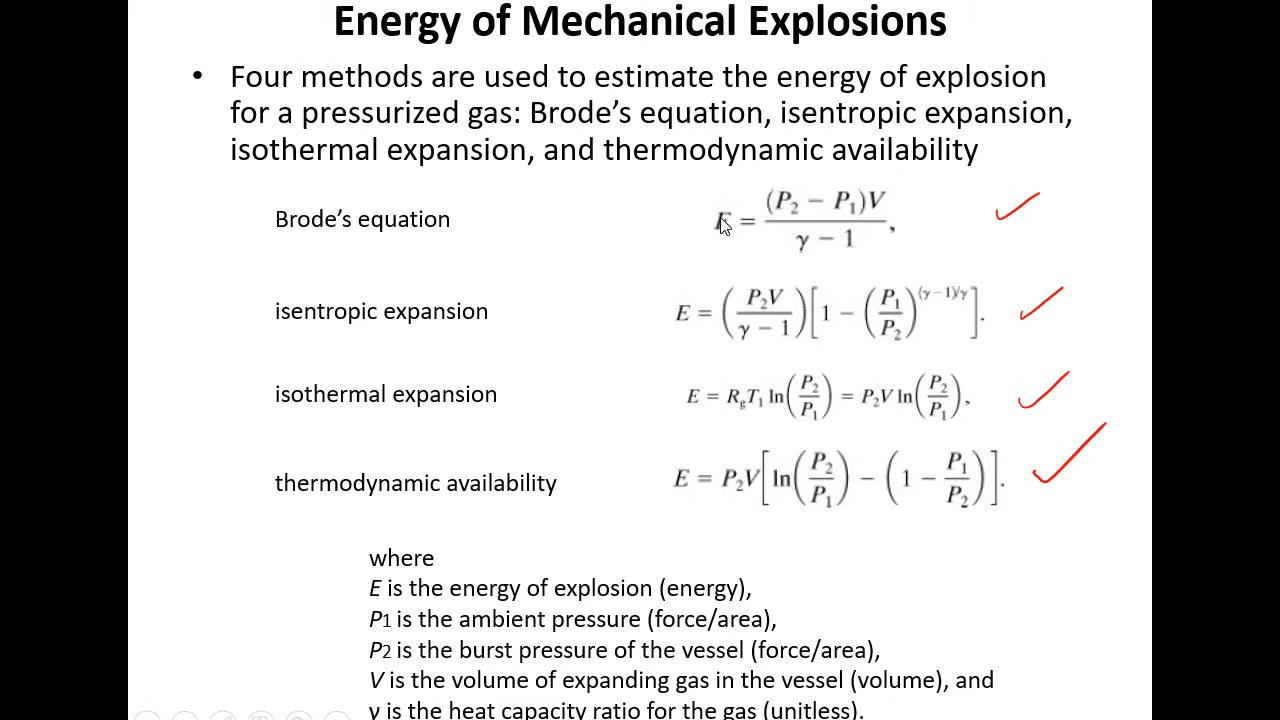 Energy of Mechanical Explosions
• Four methods are used to estimate the energy of explosion
for a pressurized gas: Brode’s equation, isentropic expansion,
isothermal expansion, and thermodynamic availability
Brode’s equation E = (P₂ − P₁)V / γ − 1 ,
isentropic expansion E = (P₂V / γ − 1)[1 − (P₁/P₂)^(γ−1)/γ].
isothermal expansion E = RgT₁ ln(P₂/P₁) = P₂V ln(P₂/P₁),
thermodynamic availability E = P₂V[ln(P₂/P₁) − (1 − P₁/P₂)].
where
E is the energy of explosion (energy),
P1 is the ambient pressure (force/area),
P2 is the burst pressure of the vessel (force/area),
V is the volume of expanding gas in the vessel (volume), and
γ is the heat capacity ratio for the gas (unitless).